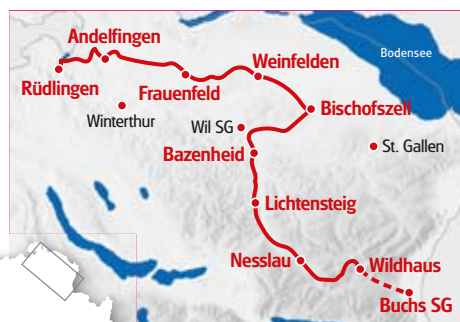 Andelfingen
Bodensee
Weinfelden
Rüdlingen
Frauenfeld
Bischofszell
Winterthur
Wil SG
St. Gallen
Bazenheid
Lichtensteig
Nesslau
Wildhaus
Buchs SG